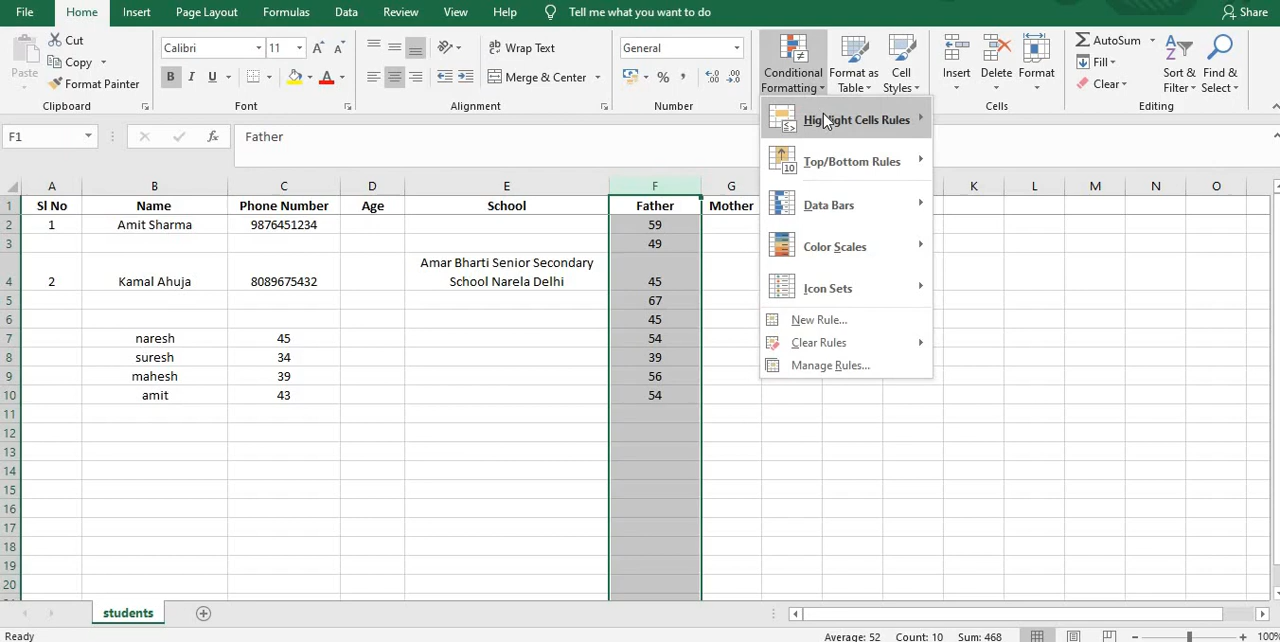 File Home Insert Page Layout Formulas Data Review View Help Tell me what you want to do Share
Paste
Cut
Copy
Format Painter
Clipboard
Calibri 11 A A
B I U A
Font
ab Wrap Text
Merge & Center
Alignment
General
% ,
Number
Conditional Formatting
Format as Table
Cell Styles
Insert Delete Format
Cells
AutoSum
Fill
Clear
Sort & Filter
Find & Select
Editing
F1 fx Father
Highlight Cells Rules
Top/Bottom Rules
Data Bars
Color Scales
Icon Sets
New Rule...
Clear Rules
Manage Rules...
A B C D E F G K L M N O
1 Sl No Name Phone Number Age School Father Mother
2 1 Amit Sharma 9876451234 59
3 49
Amar Bharti Senior Secondary
4 2 Kamal Ahuja 8089675432 School Narela Delhi 45
5 67
6 45
7 naresh 45 54
8 suresh 34 39
9 mahesh 39 56
10 amit 43 54
11
12
13
14
15
16
17
18
19
20
students
Ready Average: 52 Count: 10 Sum: 468 100%